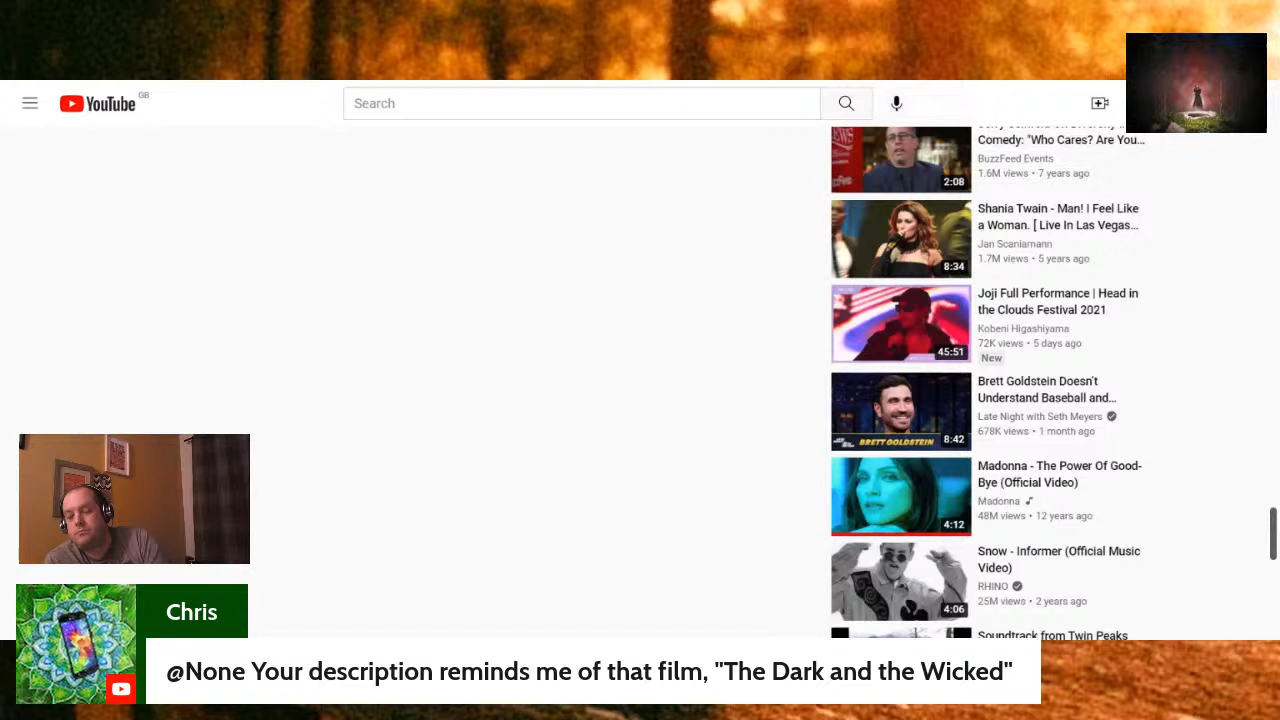 YouTube GB
Search
Comedy: "Who Cares? Are You...
BuzzFeed Events
1.6M views • 7 years ago
2:08
Shania Twain - Man! I Feel Like
a Woman. [ Live In Las Vegas...
Jan Scaniamann
1.7M views • 5 years ago
8:34
Joji Full Performance | Head in
the Clouds Festival 2021
Kobeni Higashiyama
72K views • 5 days ago
New
45:51
Brett Goldstein Doesn't
Understand Baseball and...
Late Night with Seth Meyers
678K views • 1 month ago
BRETT GOLDSTEIN
8:42
Madonna - The Power Of Good-
Bye (Official Video)
Madonna
48M views • 12 years ago
4:12
Snow - Informer (Official Music
Video)
RHINO
25M views • 2 years ago
4:06
Soundtrack from Twin Peaks
Chris
@None Your description reminds me of that film, "The Dark and the Wicked"